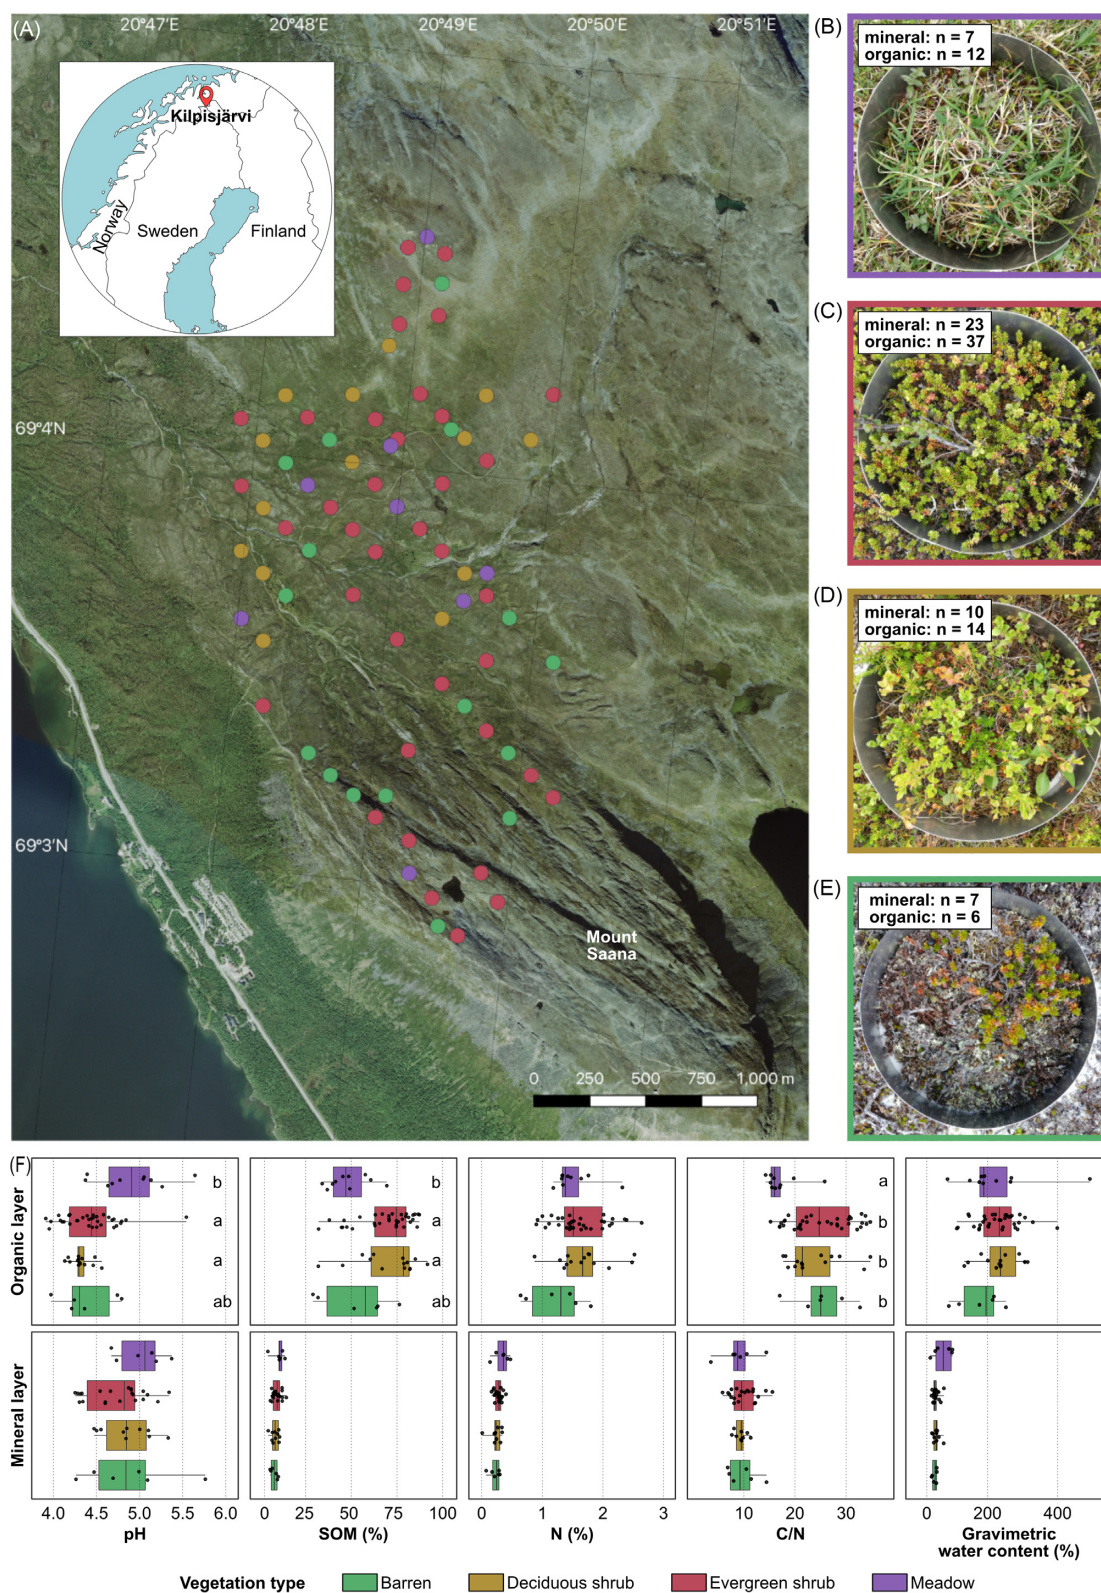 (A)
20°47'E
20°48'E
20°49'E
20°50'E
20°51'E
Kilpisjärvi
Norway
Sweden
Finland
69°4'N
69°3'N
Mount
Saana
0 250 500 750 1,000 m
(B)
mineral: n = 7
organic: n = 12
(C)
mineral: n = 23
organic: n = 37
(D)
mineral: n = 10
organic: n = 14
(E)
mineral: n = 7
organic: n = 6
(F)
Organic layer
b
a
a
ab
b
a
a
ab
a
b
b
b
Mineral layer
4.0 4.5 5.0 5.5 6.0
pH
0 50 75 100
SOM (%)
0 1 2 3
N (%)
10 20 30
C/N
0 200 400
Gravimetric
water content (%)
Vegetation type Barren Deciduous shrub Evergreen shrub Meadow